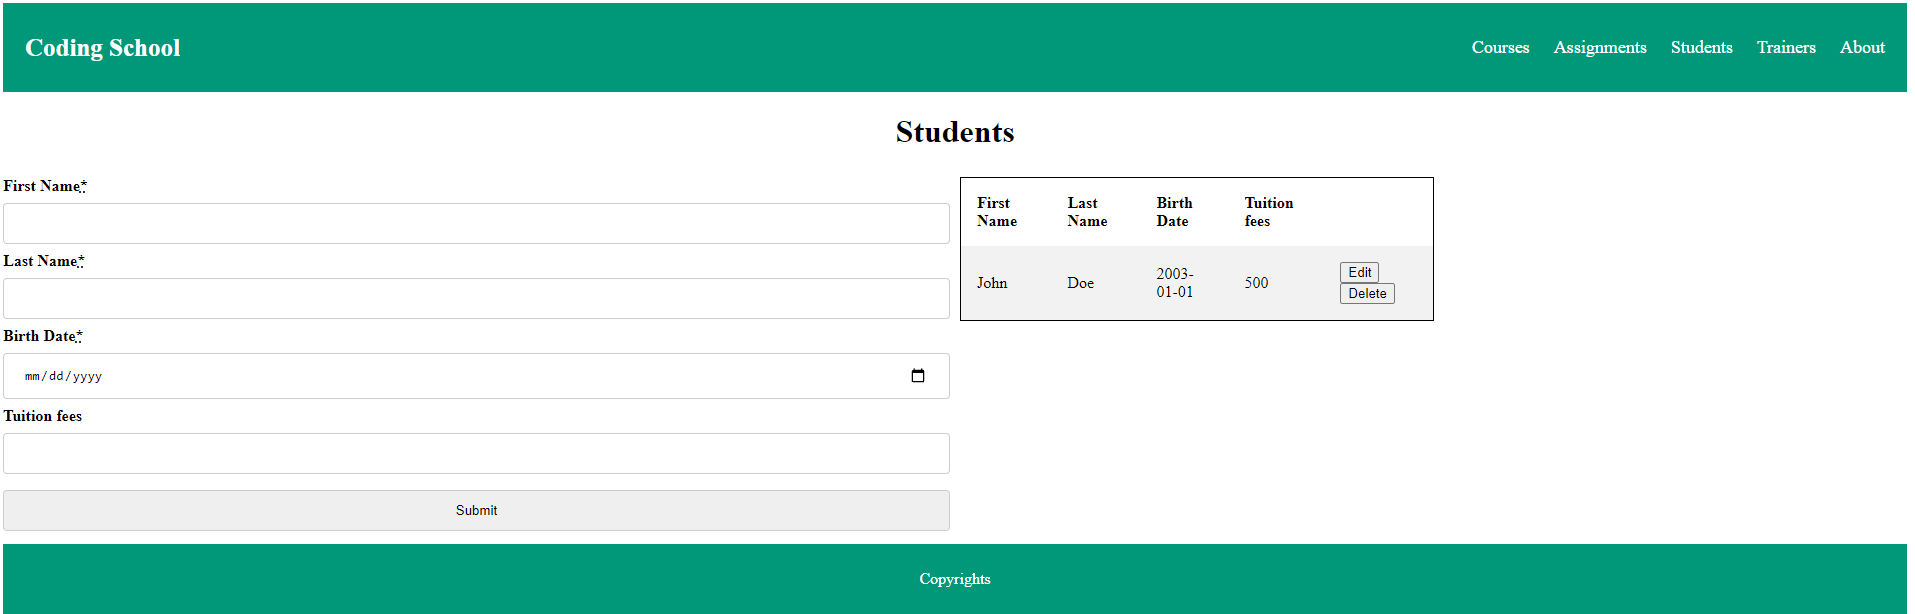 Coding School
Courses Assignments Students Trainers About
Students
First Name*
Last Name*
Birth Date*
mm/dd/yyyy
Tuition fees
Submit
First Name Last Name Birth Date Tuition fees
John Doe 2003-01-01 500 Edit Delete
Copyrights